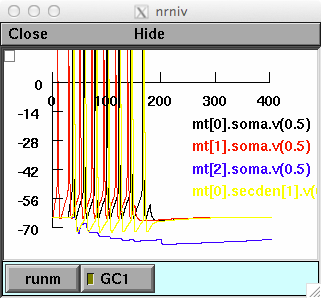 nrniv
Close Hide
0
0 100 200 300 400
-14
-28
-42
-56
-70
mt[0].soma.v(0.5)
mt[1].soma.v(0.5)
mt[2].soma.v(0.5)
mt[0].secden[1].v(
runm GC1